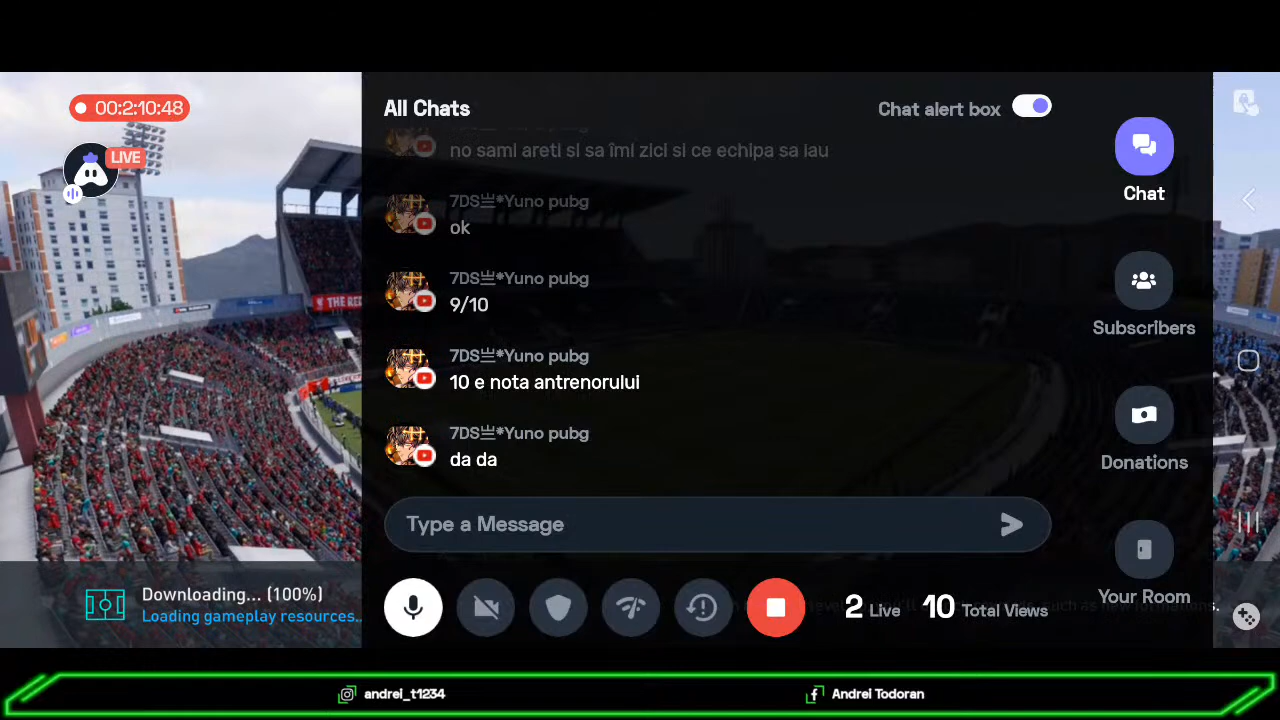 00:2:10:48
LIVE
All Chats
Chat alert box
no sami areti si sa îmi zici si ce echipa sa iau
7DS亗*Yuno pubg
ok
7DS亗*Yuno pubg
9/10
7DS亗*Yuno pubg
10 e nota antrenorului
7DS亗*Yuno pubg
da da
Type a Message
Chat
Subscribers
Donations
Your Room
2 Live 10 Total Views
THE RED
Downloading... (100%)
Loading gameplay resources..
andrei_t1234
Andrei Todoran